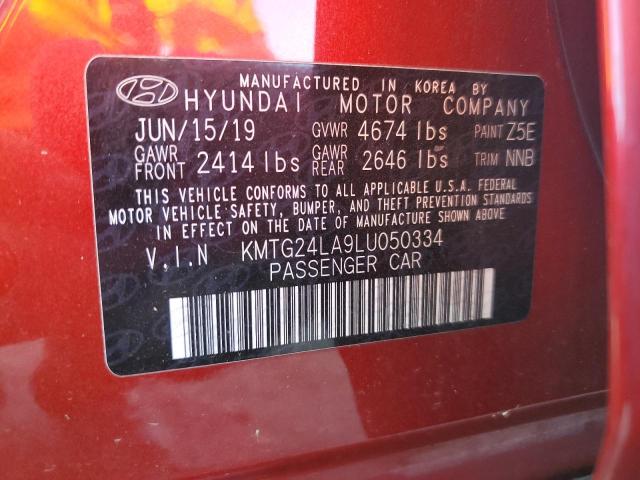 MANUFACTURED IN KOREA BY
HYUNDAI MOTOR COMPANY
JUN/15/19 GVWR 4674 lbs PAINT Z5E
GAWR FRONT 2414 lbs GAWR REAR 2646 lbs TRIM NNB
THIS VEHICLE CONFORMS TO ALL APPLICABLE U.S.A. FEDERAL
MOTOR VEHICLE SAFETY, BUMPER, AND THEFT PREVENTION STANDARDS
IN EFFECT ON THE DATE OF MANUFACTURE SHOWN ABOVE.
V.I.N KMTG24LA9LU050334
PASSENGER CAR